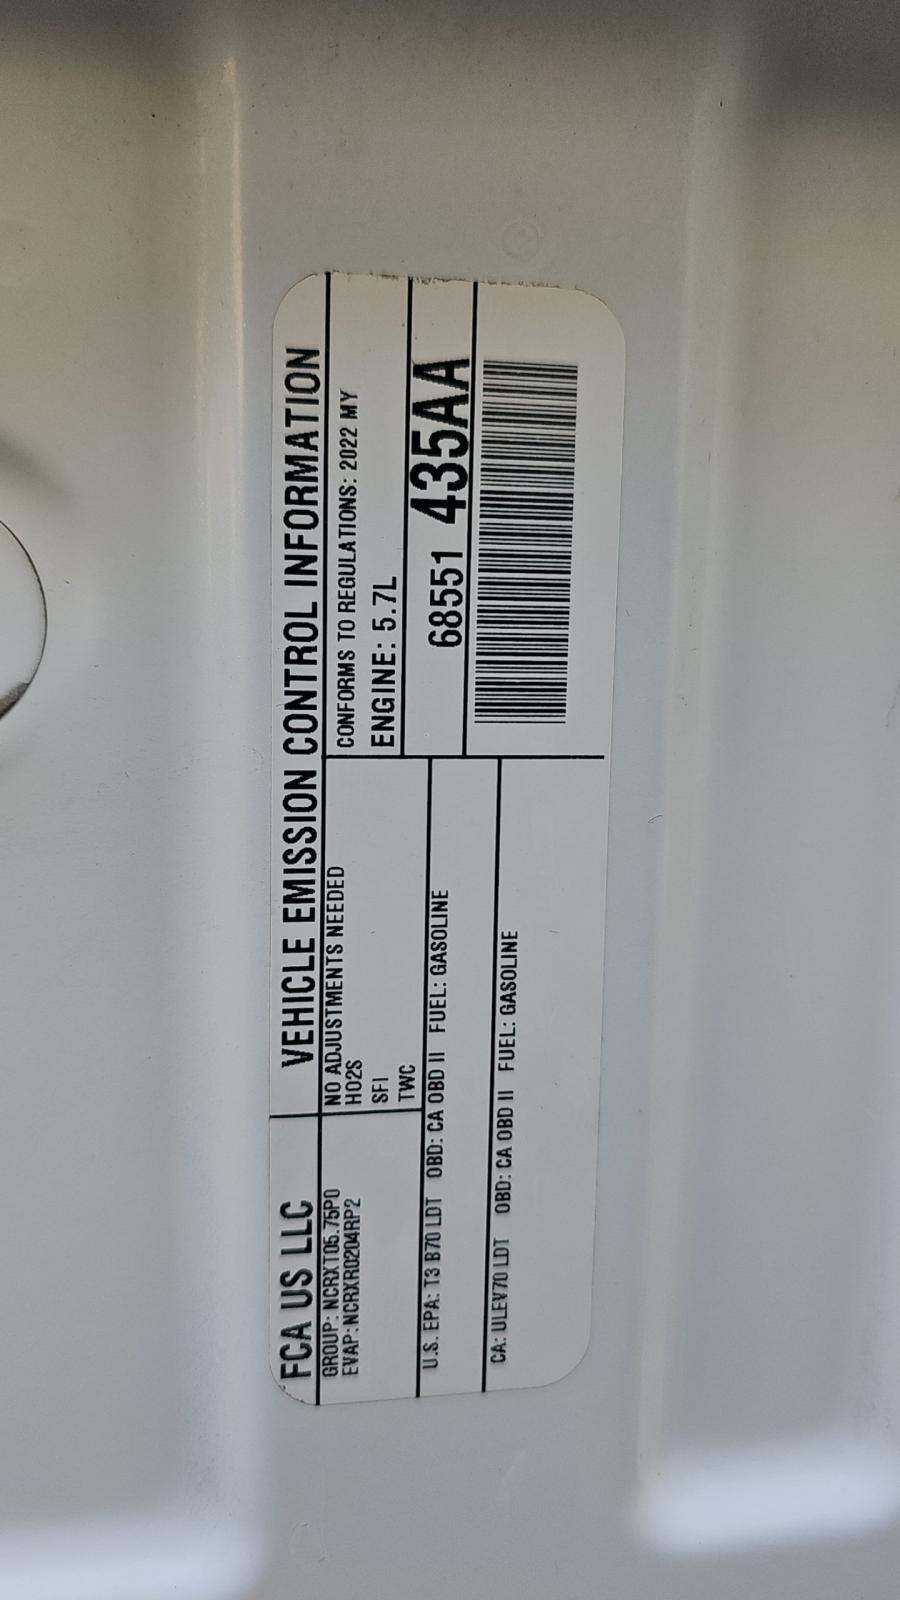 FCA US LLC
VEHICLE EMISSION CONTROL INFORMATION
GROUP: NCRXT05.75P0
EVAP: NCRXR0204RP2
NO ADJUSTMENTS NEEDED
HO2S
SFI
TWC
CONFORMS TO REGULATIONS: 2022 MY
ENGINE: 5.7L
68551 435AA
U.S. EPA: T3 B70 LDT OBD: CA OBD II FUEL: GASOLINE
CA: ULEV70 LDT OBD: CA OBD II FUEL: GASOLINE